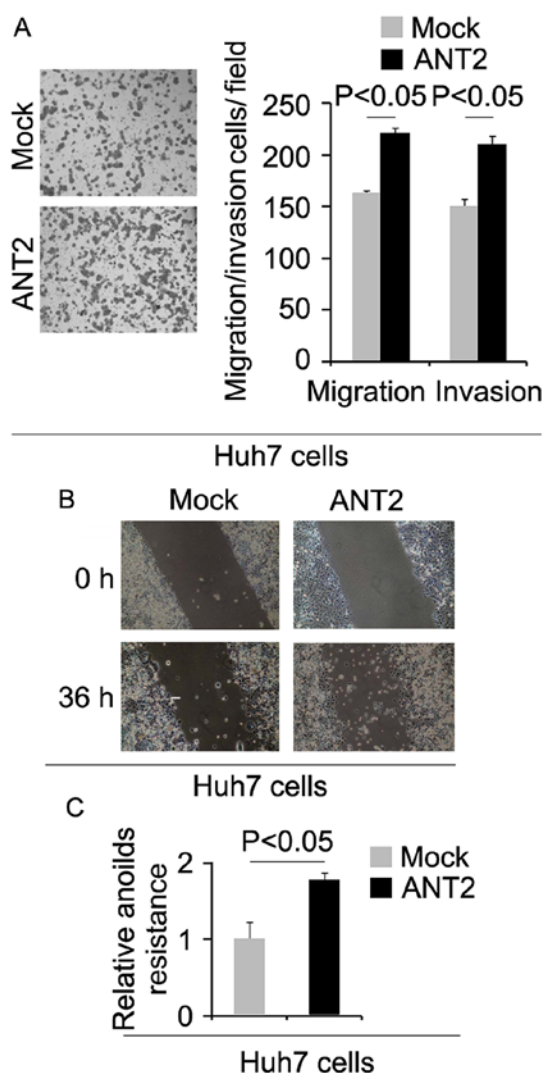 A
Mock
ANT2
Mock
ANT2
Migration/invasion cells/ field
P<0.05 P<0.05
250
200
150
100
50
0
Migration Invasion
Huh7 cells
B
Mock ANT2
0 h
36 h
Huh7 cells
C
Relative anoilds
resistance
P<0.05
2
1
0
Mock
ANT2
Huh7 cells